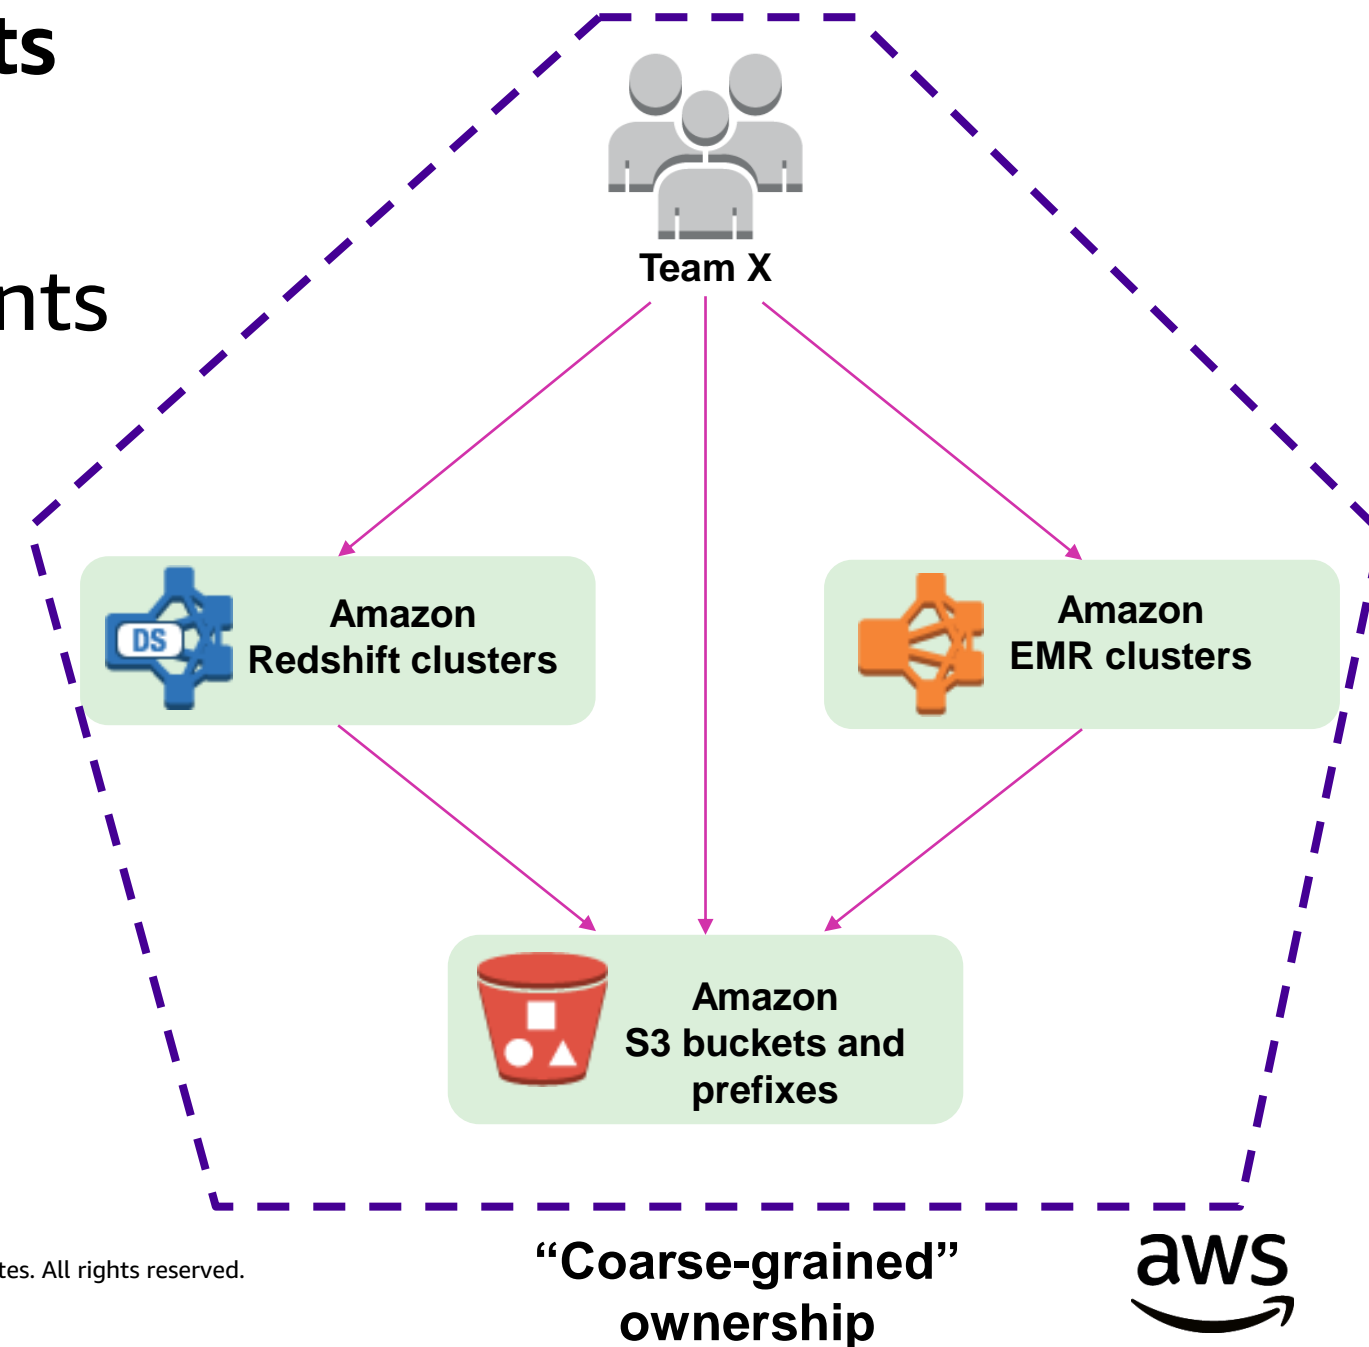 ts
nts
Team X
DS
Amazon
Redshift clusters
Amazon
EMR clusters
Amazon
S3 buckets and
prefixes
tes. All rights reserved.
“Coarse-grained”
ownership
aws